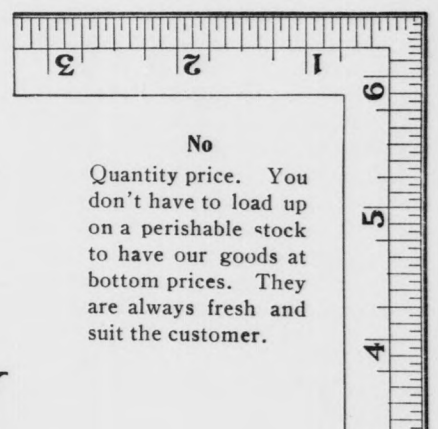 3 2 1
6
No
Quantity price. You
don't have to load up
on a perishable stock
to have our goods at
bottom prices. They
are always fresh and
suit the customer.
5
4